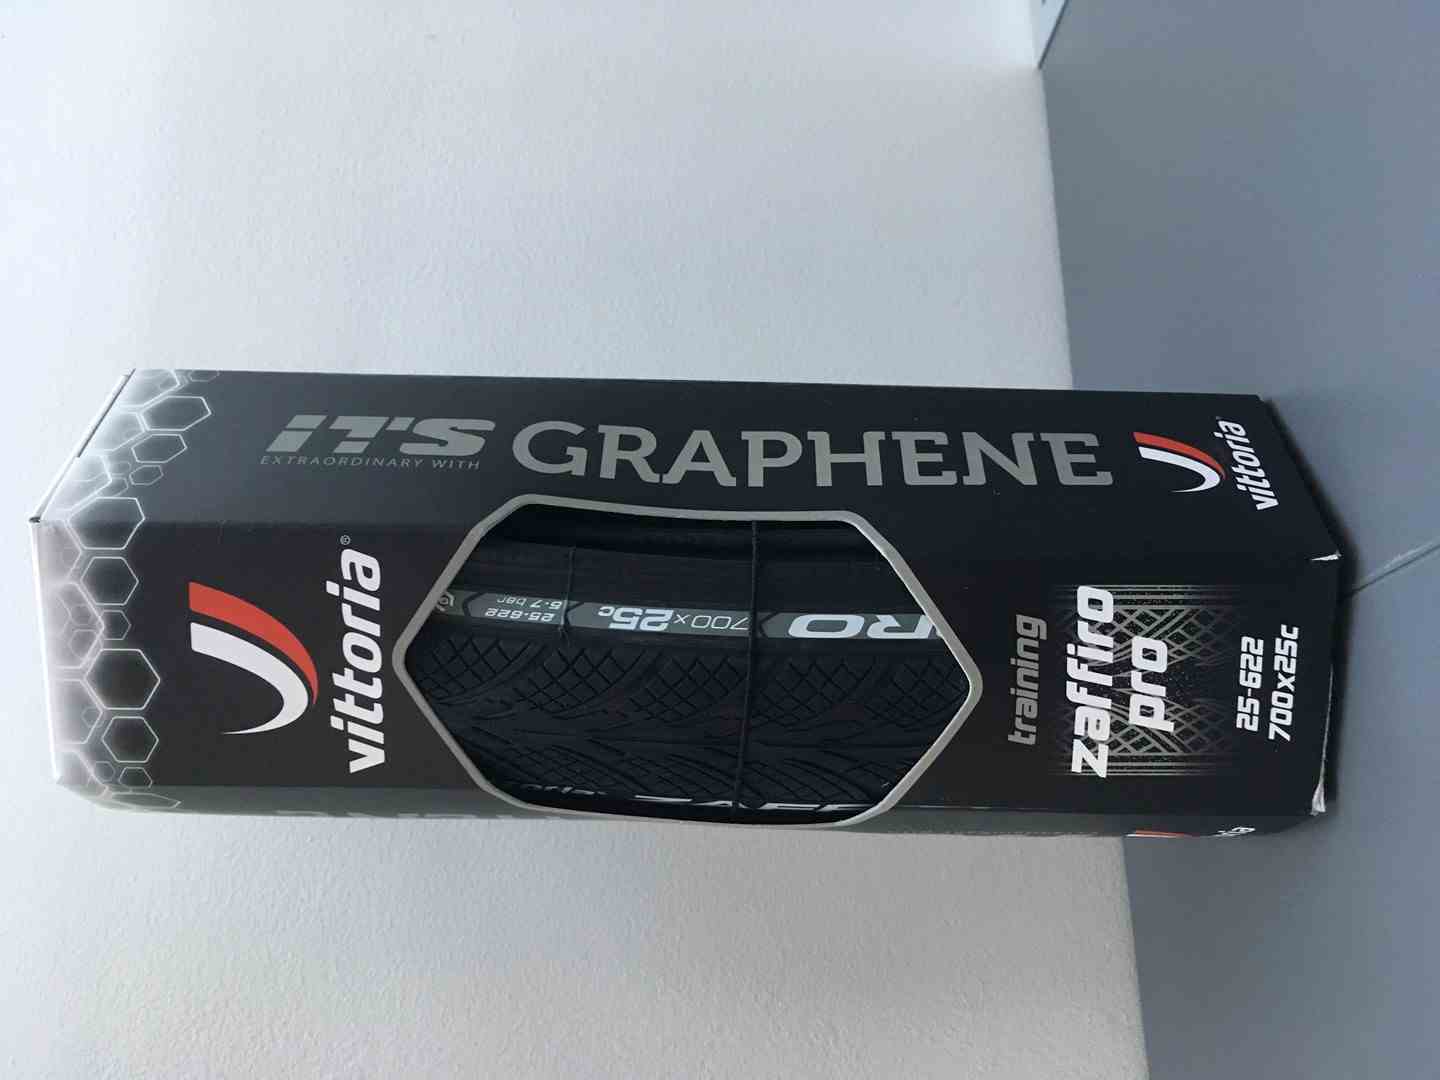 IT'S
EXTRAORDINARY WITH
GRAPHENE
vittoria
vittoria®
25-622
6-7 bar
700x25c
training
zaffiro
pro
25-622
700x25c